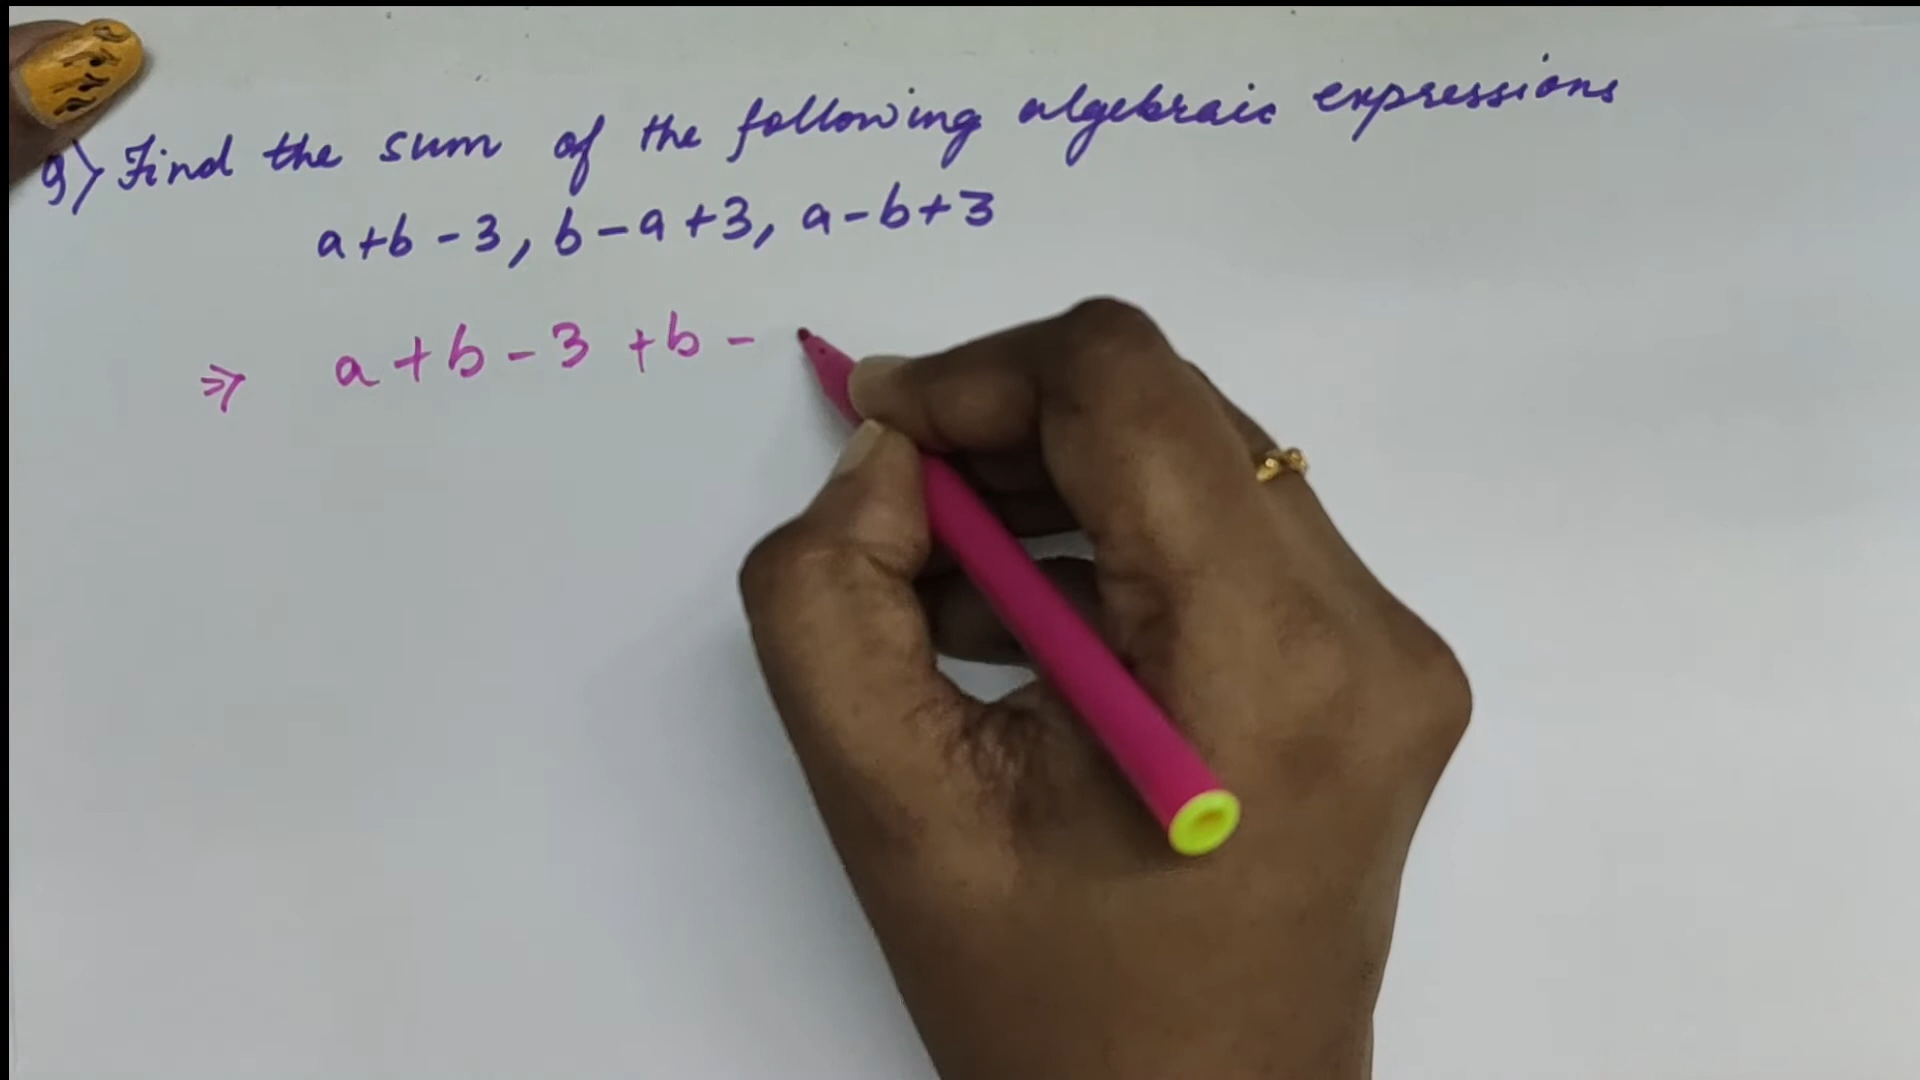 9) Find the sum of the following algebraic expressions
a+b-3, b-a+3, a-b+3
⇒ a+b-3+b-